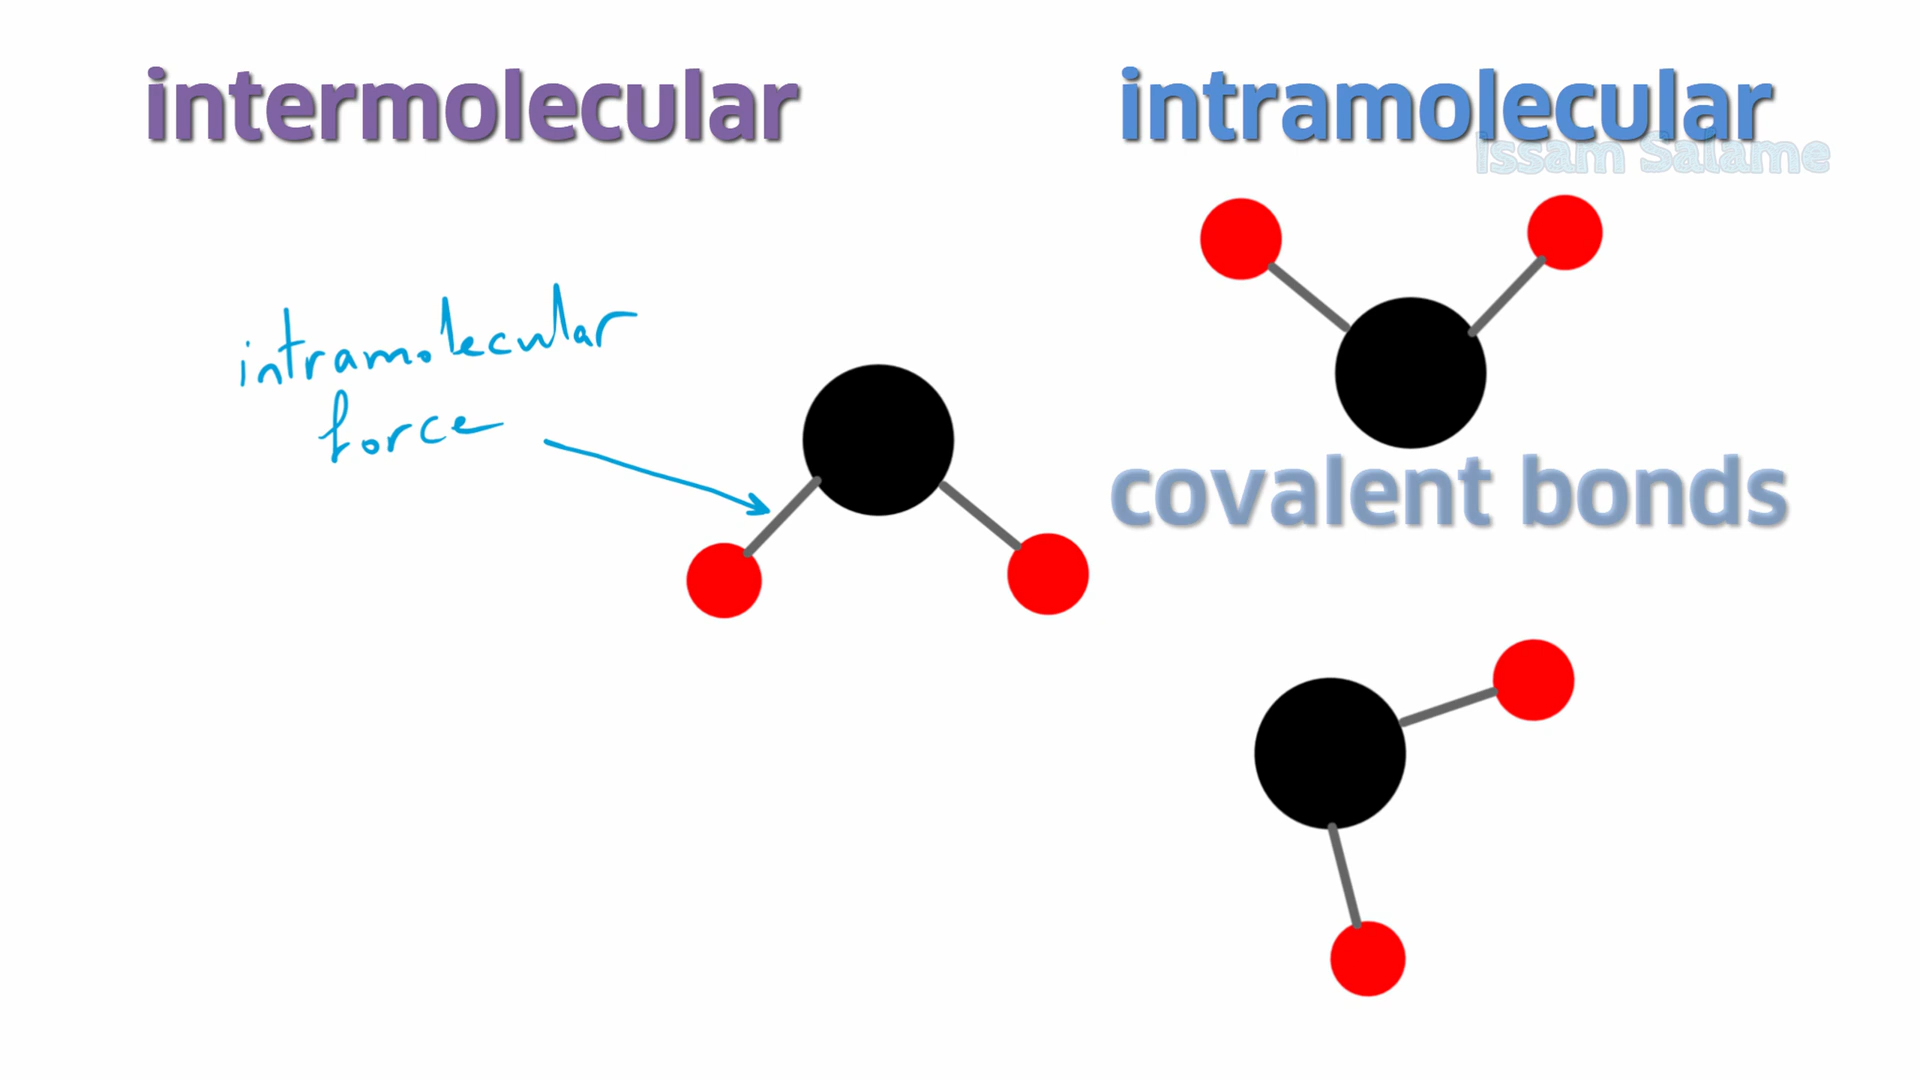 intermolecular
intramolecular
Issam Salame
intramolecular
force
covalent bonds